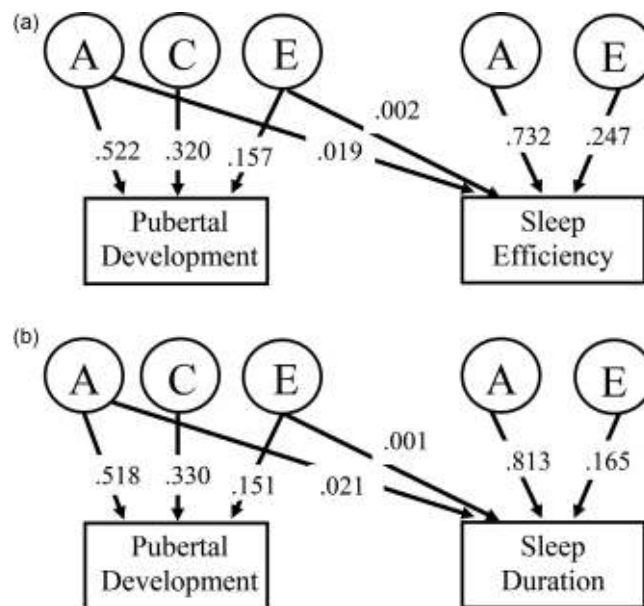 (a)
A C E A E
.522 .320 .157 .019 .002 .732 .247
Pubertal Development
Sleep Efficiency
(b)
A C E A E
.518 .330 .151 .021 .001 .813 .165
Pubertal Development
Sleep Duration